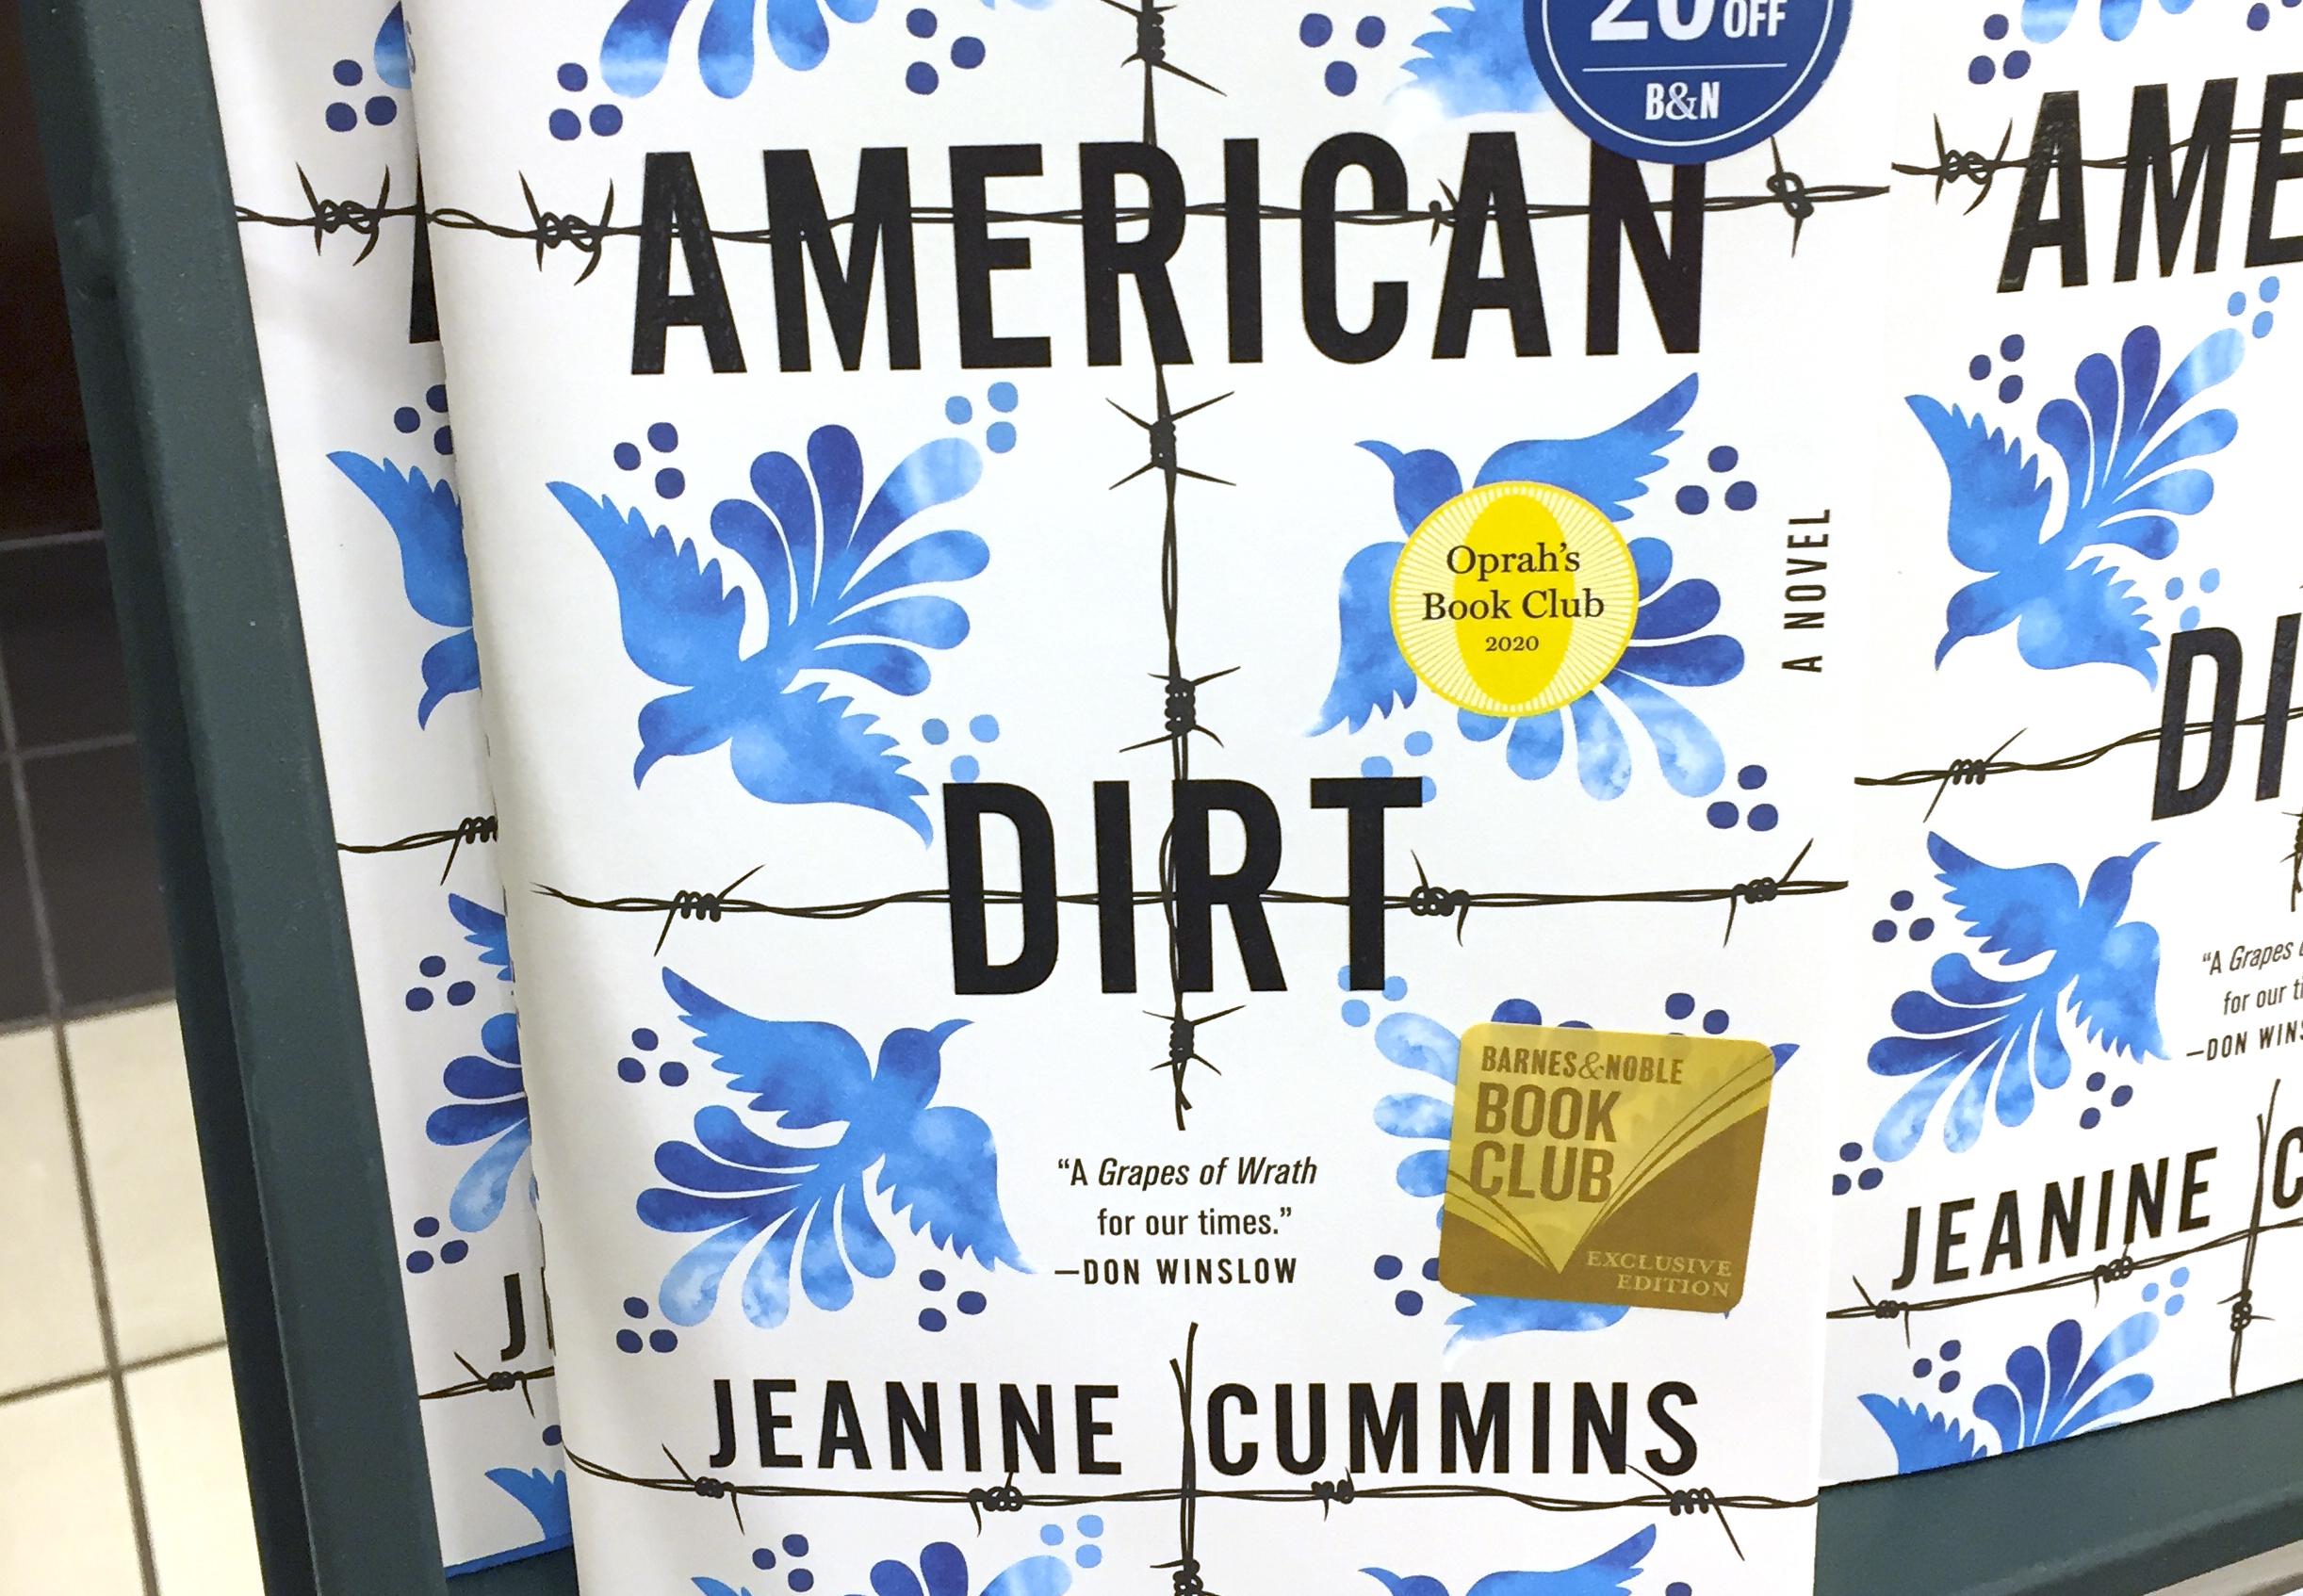 20 OFF
B&N
AMERICAN
Oprah's
Book Club
2020
A NOVEL
DIRT
BARNES&NOBLE
BOOK
CLUB
EXCLUSIVE
EDITION
“A Grapes of Wrath
for our times.”
—DON WINSLOW
JEANINE CUMMINS
AME
DI
“A Grapes
for our ti
—DON WINS
JEANINE C
J